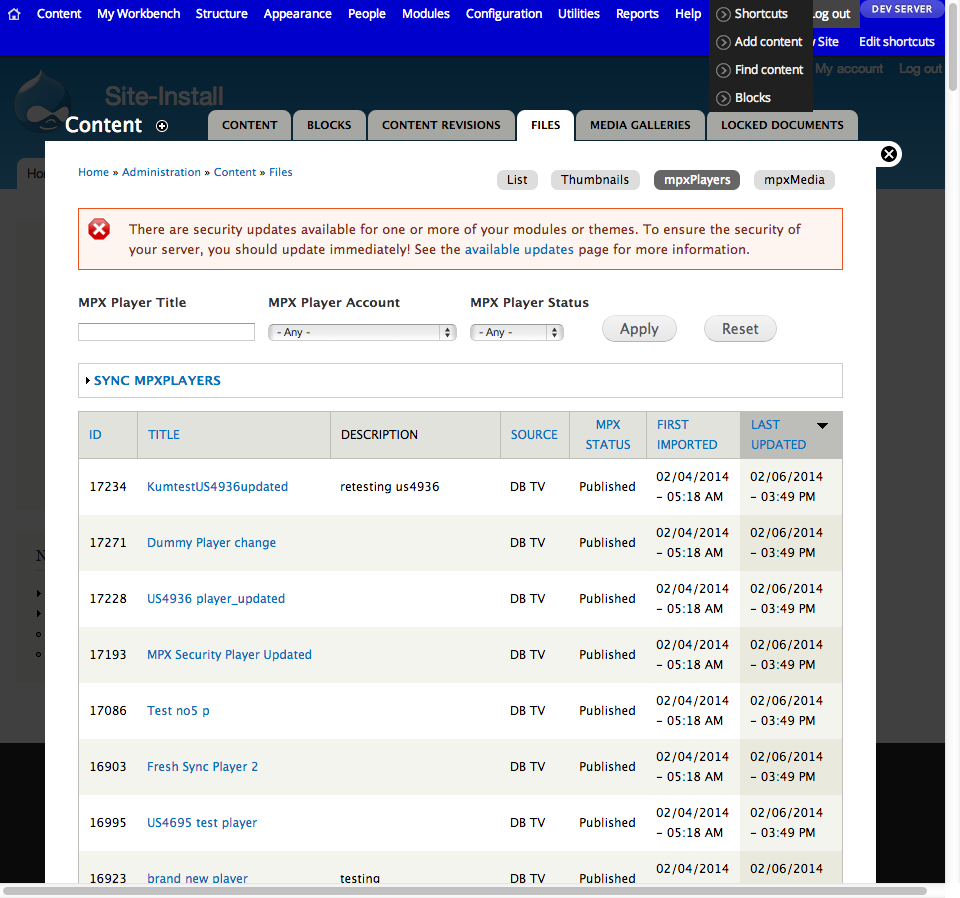 Content My Workbench Structure Appearance People Modules Configuration Utilities Reports Help
Shortcuts
Log out
DEV SERVER
Add content
Site
Edit shortcuts
Find content
My account Log out
Blocks
Site-Install
Content
CONTENT BLOCKS CONTENT REVISIONS FILES MEDIA GALLERIES LOCKED DOCUMENTS
Home » Administration » Content » Files
List Thumbnails mpxPlayers mpxMedia
There are security updates available for one or more of your modules or themes. To ensure the security of
your server, you should update immediately! See the available updates page for more information.
MPX Player Title MPX Player Account MPX Player Status
- Any - - Any - Apply Reset
SYNC MPXPLAYERS
ID TITLE DESCRIPTION SOURCE MPX STATUS FIRST IMPORTED LAST UPDATED
17234 KumtestUS4936updated retesting us4936 DB TV Published 02/04/2014 – 05:18 AM 02/06/2014 – 03:49 PM
17271 Dummy Player change DB TV Published 02/04/2014 – 05:18 AM 02/06/2014 – 03:49 PM
17228 US4936 player_updated DB TV Published 02/04/2014 – 05:18 AM 02/06/2014 – 03:49 PM
17193 MPX Security Player Updated DB TV Published 02/04/2014 – 05:18 AM 02/06/2014 – 03:49 PM
17086 Test no5 p DB TV Published 02/04/2014 – 05:18 AM 02/06/2014 – 03:49 PM
16903 Fresh Sync Player 2 DB TV Published 02/04/2014 – 05:18 AM 02/06/2014 – 03:49 PM
16995 US4695 test player DB TV Published 02/04/2014 – 05:18 AM 02/06/2014 – 03:49 PM
16923 brand new player testing DB TV Published 02/04/2014 02/06/2014